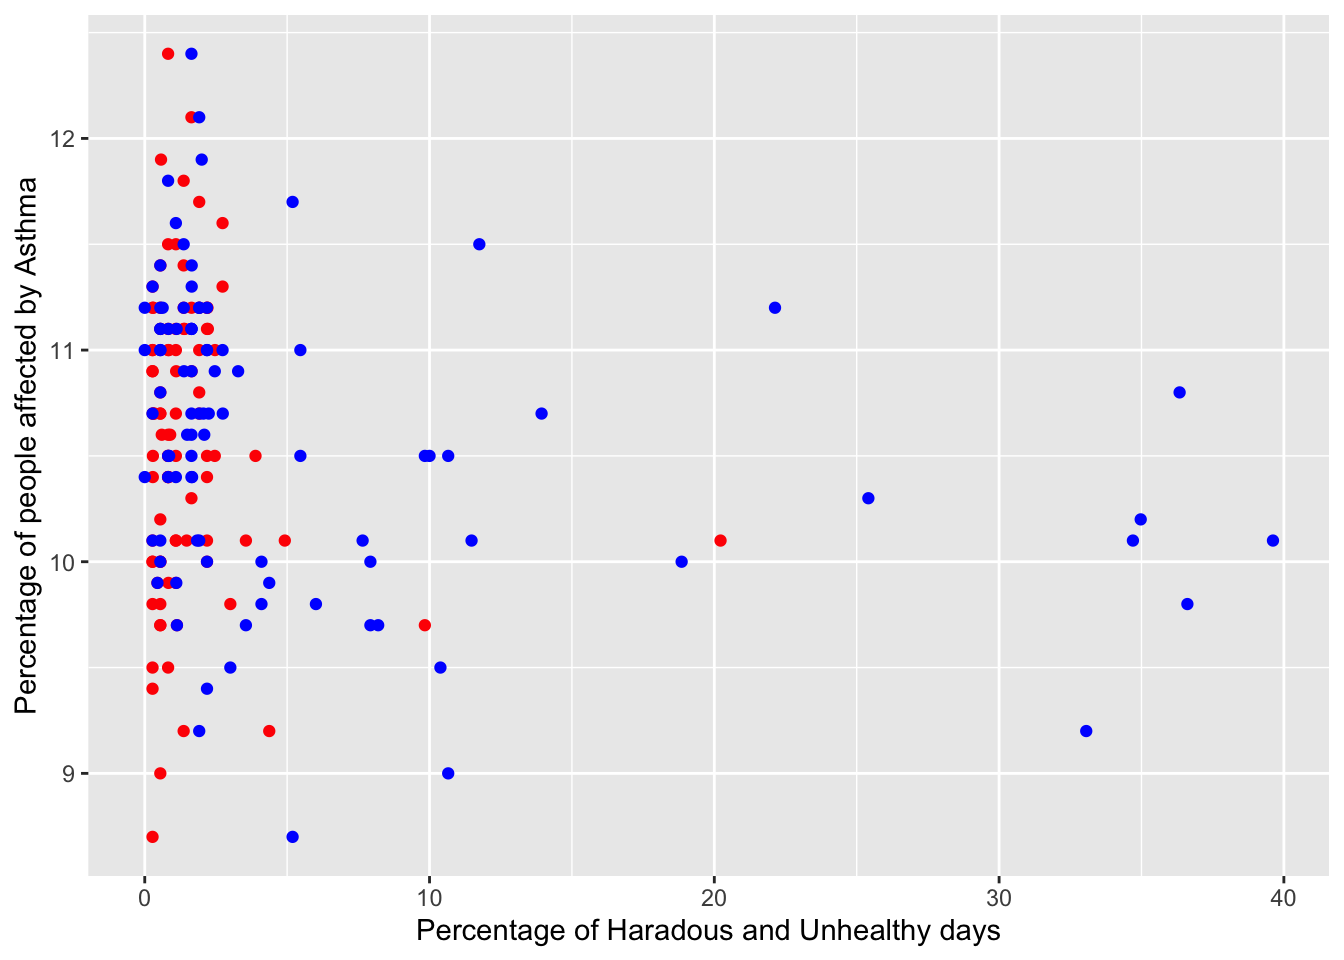 Percentage of people affected by Asthma
12
11
10
9
0 10 20 30 40
Percentage of Haradous and Unhealthy days